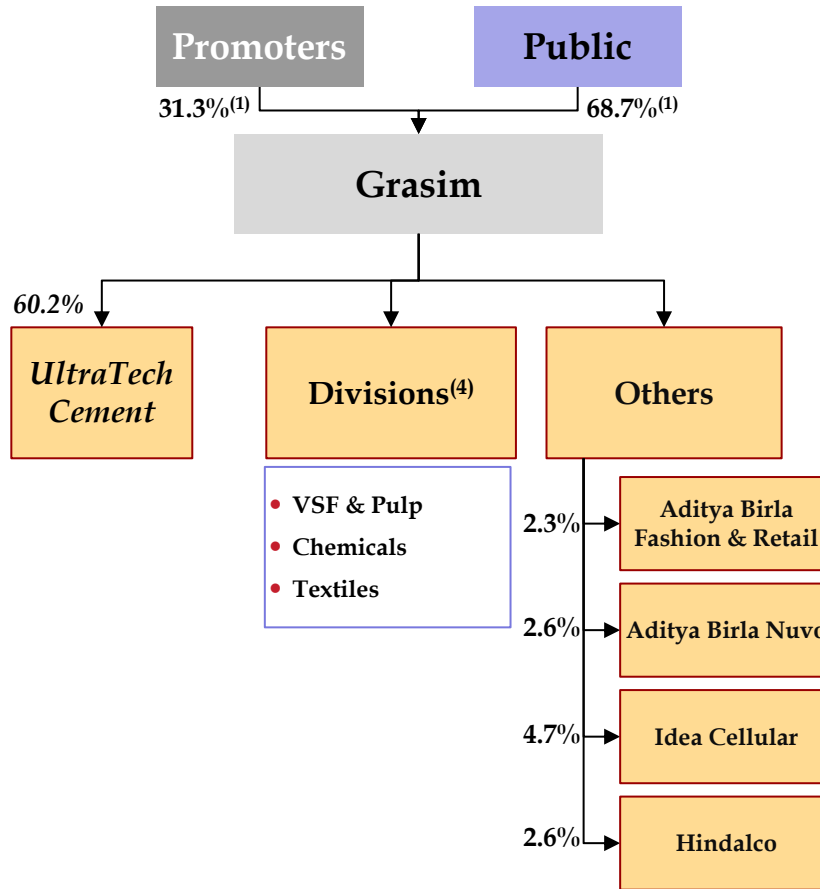 Promoters
Public
31.3%(1)
68.7%(1)
Grasim
60.2%
UltraTech
Cement
Divisions(4)
Others
• VSF & Pulp
• Chemicals
• Textiles
2.3%
Aditya Birla
Fashion & Retail
2.6%
Aditya Birla Nuvo
4.7%
Idea Cellular
2.6%
Hindalco